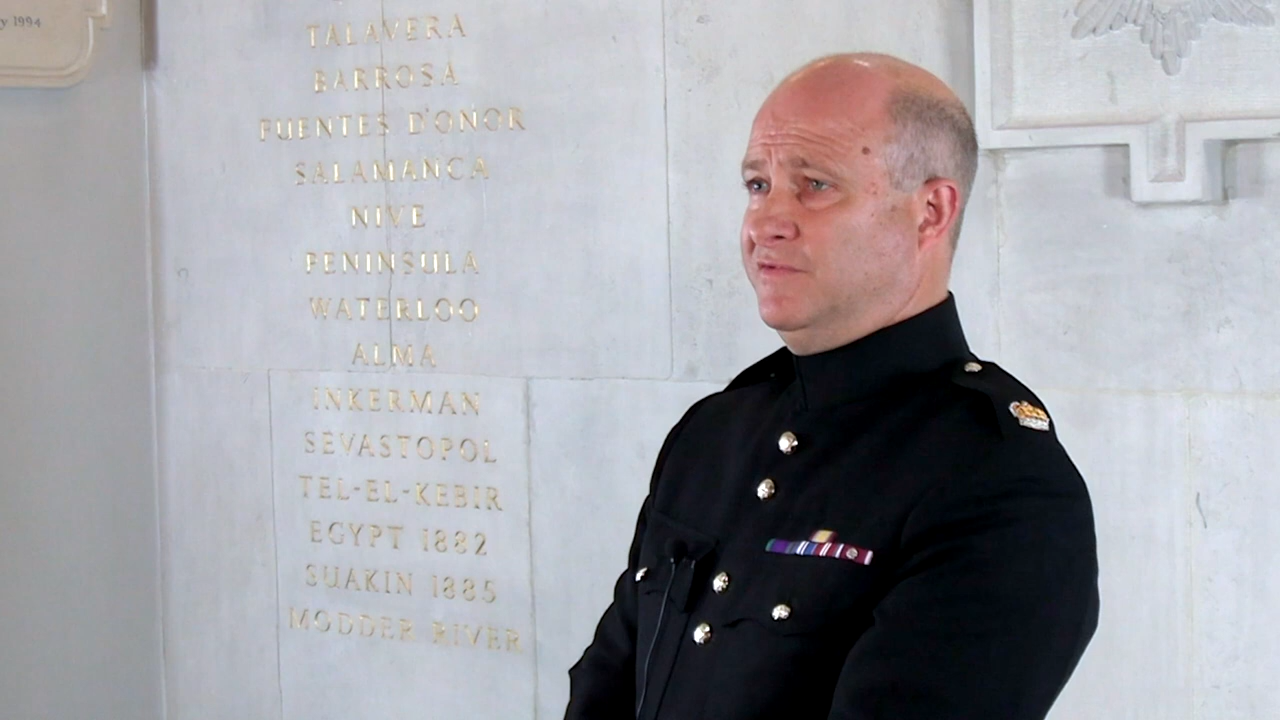 y 1994
TALAVERA
BARROSA
FUENTES D'ONOR
SALAMANCA
NIVE
PENINSULA
WATERLOO
ALMA
INKERMAN
SEVASTOPOL
TEL-EL-KEBIR
EGYPT 1882
SUAKIN 1885
MODDER RIVER